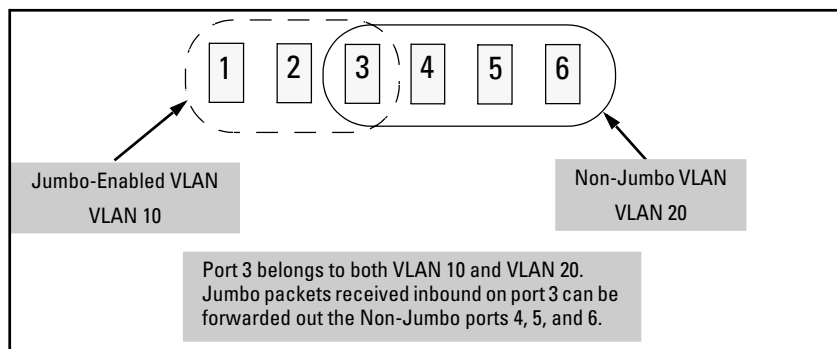 1 2 3 4 5 6
Jumbo-Enabled VLAN
VLAN 10
Non-Jumbo VLAN
VLAN 20
Port 3 belongs to both VLAN 10 and VLAN 20.
Jumbo packets received inbound on port 3 can be
forwarded out the Non-Jumbo ports 4, 5, and 6.